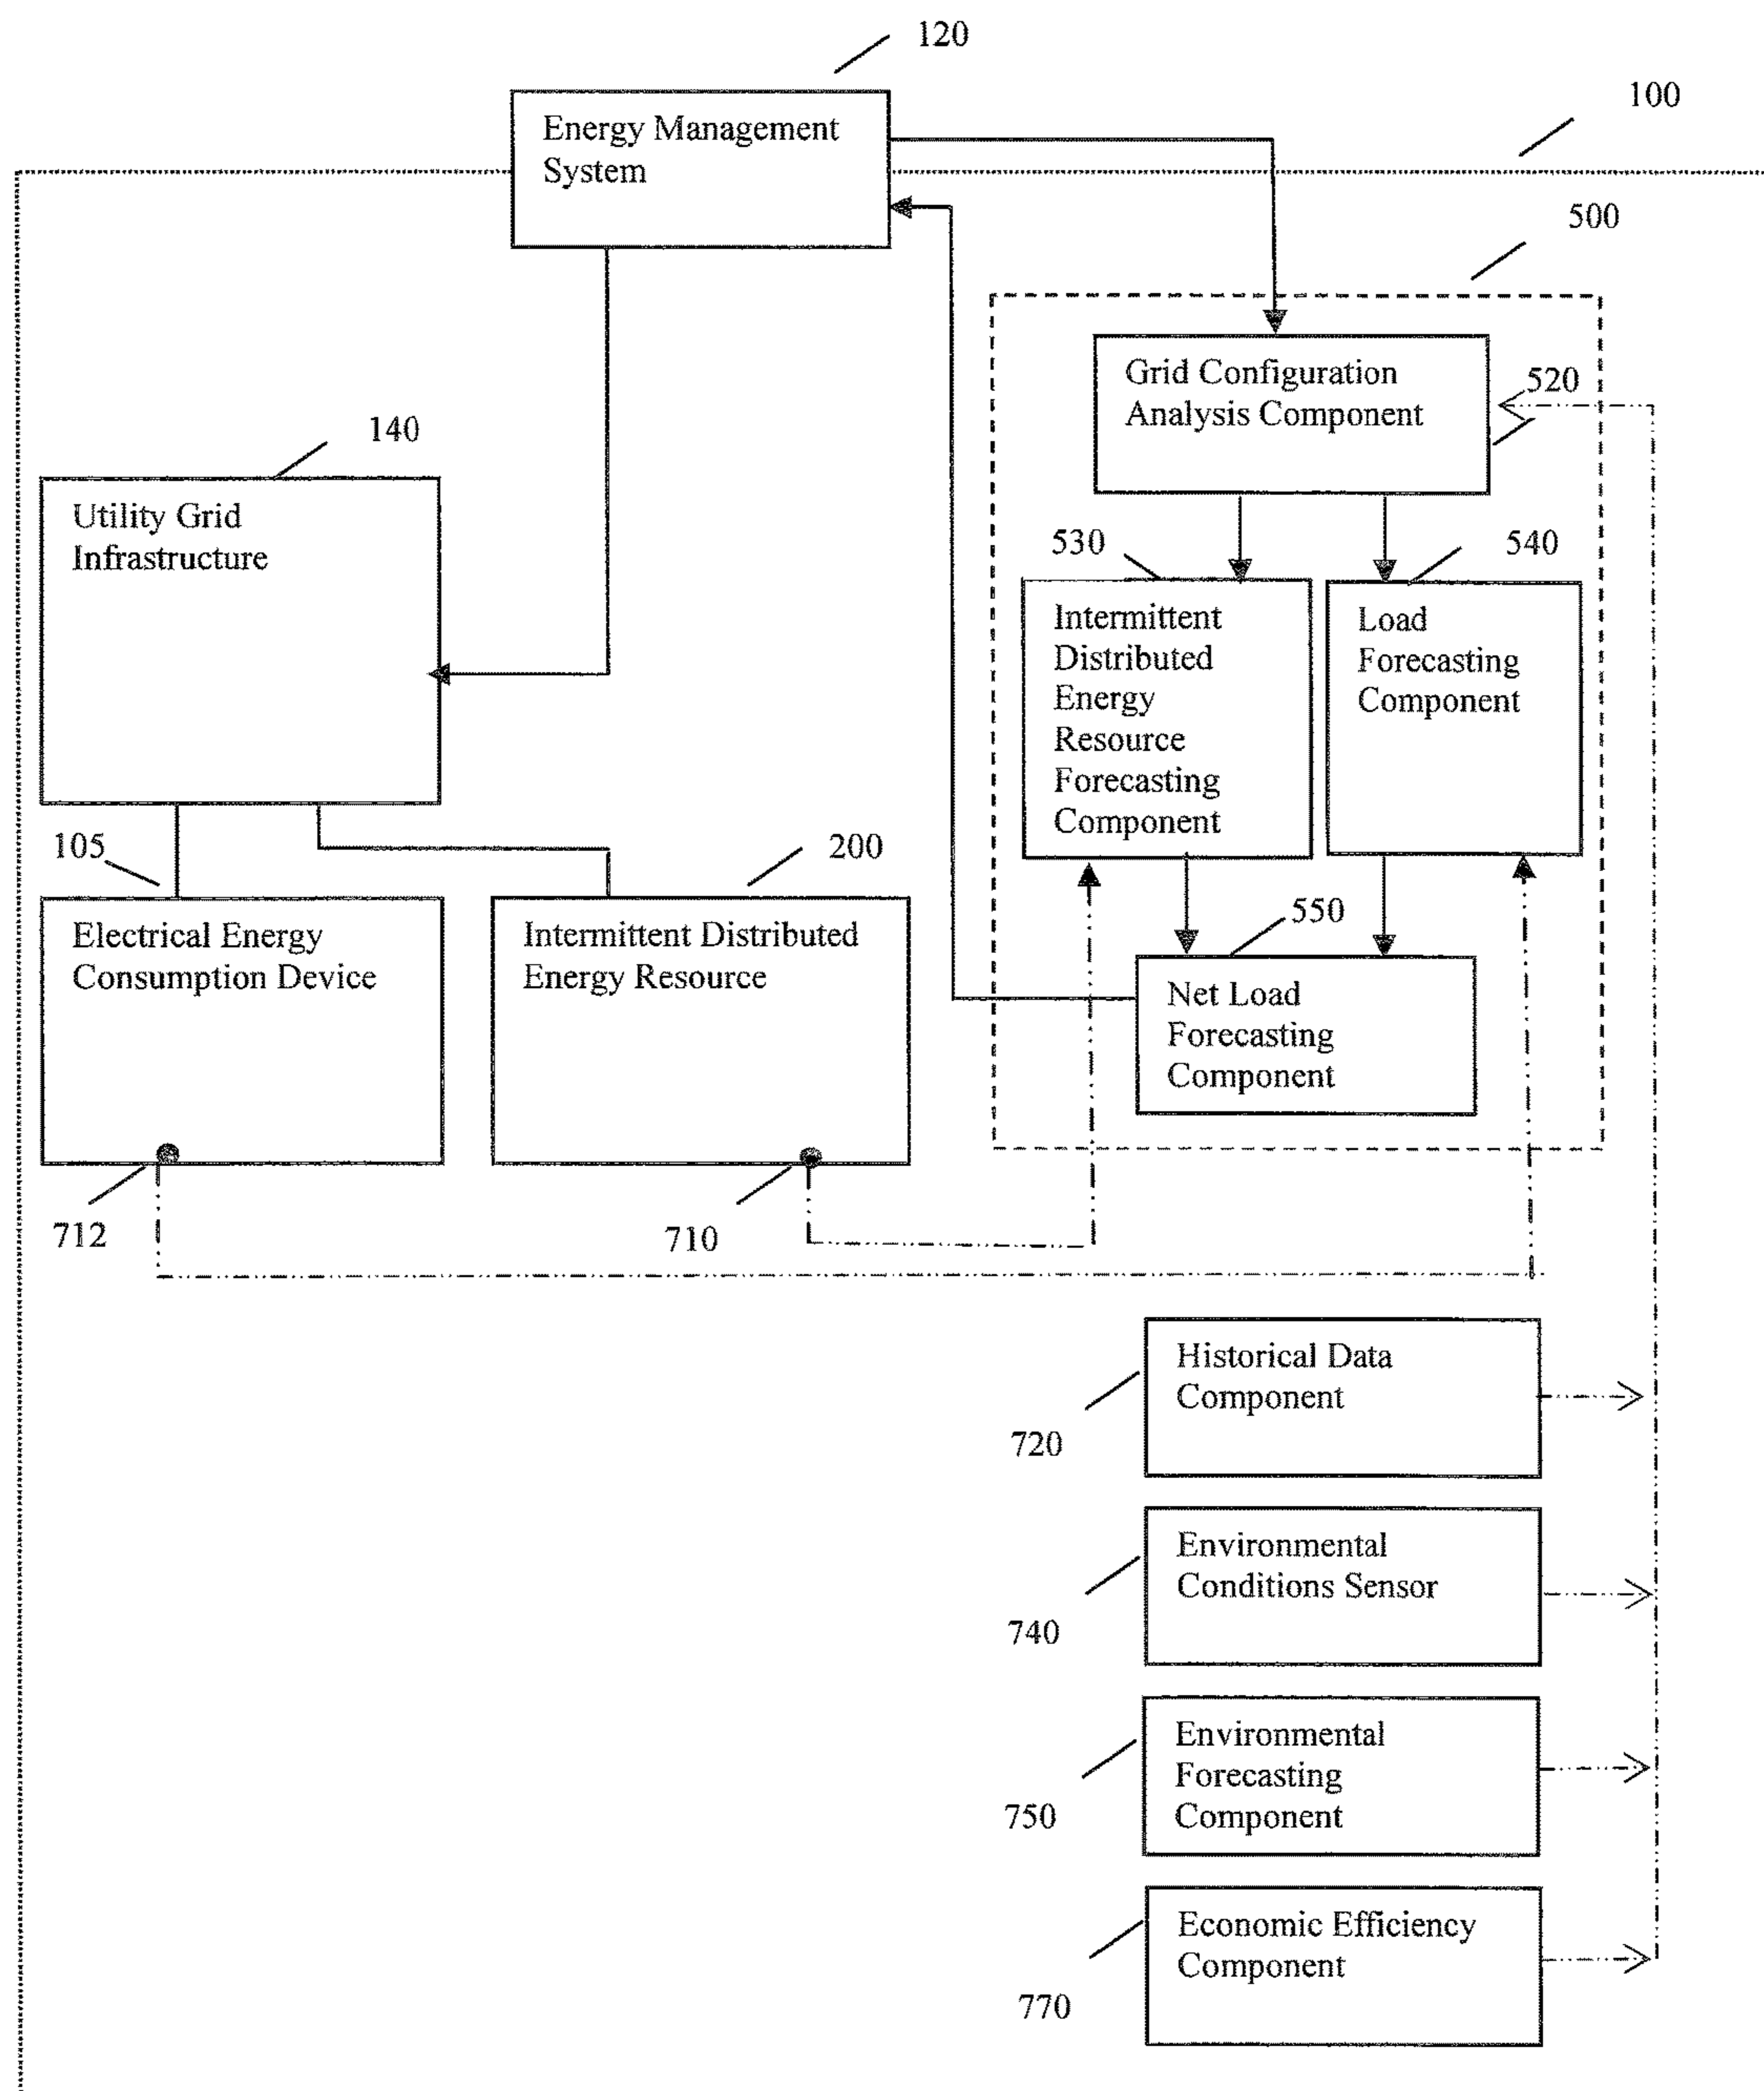 120
Energy Management
System
100
500
Grid Configuration
Analysis Component
520
140
Utility Grid
Infrastructure
530
540
Intermittent
Distributed
Energy
Resource
Forecasting
Component
Load
Forecasting
Component
105
200
Electrical Energy
Consumption Device
Intermittent Distributed
Energy Resource
550
Net Load
Forecasting
Component
712
710
Historical Data
Component
720
Environmental
Conditions Sensor
740
Environmental
Forecasting
Component
750
Economic Efficiency
Component
770